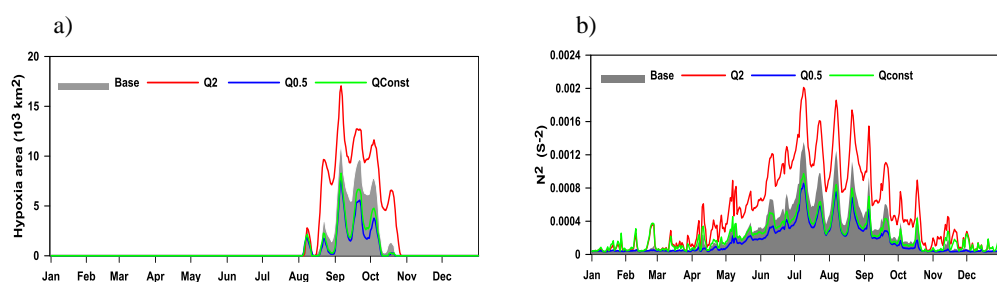 a)
Hypoxia area (10³ km²)
20
15
10
5
0
Base Q2 Q0.5 QConst
Jan Feb Mar Apr May Jun Jul Aug Sep Oct Nov Dec
b)
N² (S⁻²)
0.0024
0.002
0.0016
0.0012
0.0008
0.0004
0
Base Q2 Q0.5 QConst
Jan Feb Mar Apr May Jun Jul Aug Sep Oct Nov Dec